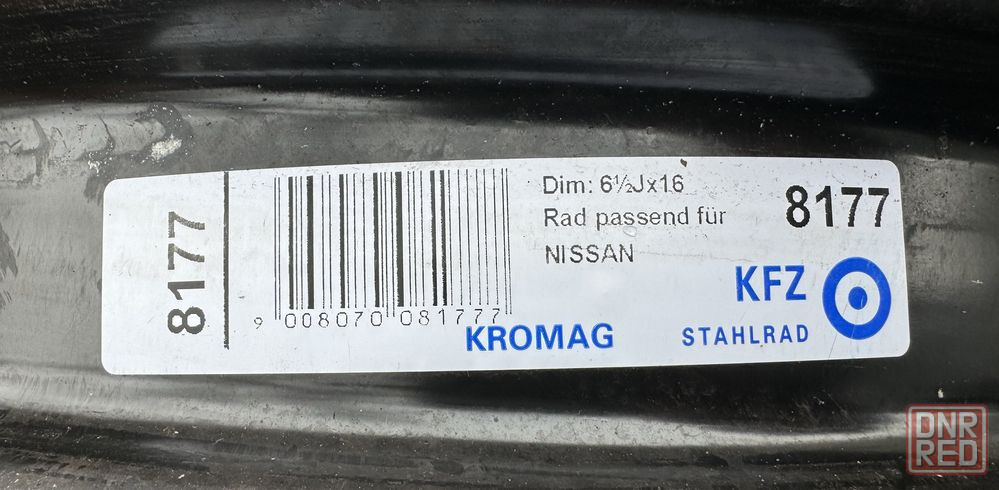 8177
9 008070 081777
Dim: 6½Jx16
Rad passend für
NISSAN
8177
KFZ
STAHLRAD
KROMAG
DNR
RED